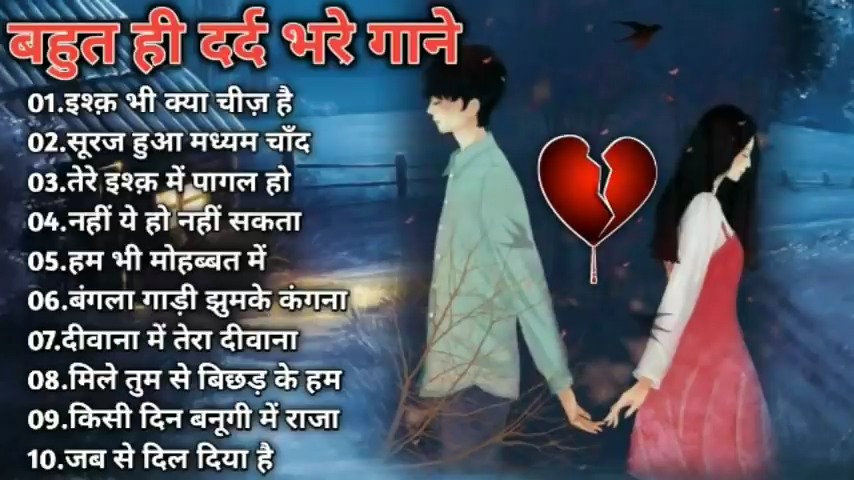 बहुत ही दर्द भरे गाने
01.इश्क़ भी क्या चीज़ है
02.सूरज हुआ मध्यम चाँद
03.तेरे इश्क़ में पागल हो
04.नहीं ये हो नहीं सकता
05.हम भी मोहब्बत में
06.बंगला गाड़ी झुमके कंगना
07.दीवाना में तेरा दीवाना
08.मिले तुम से बिछड़ के हम
09.किसी दिन बनूगी में राजा
10.जब से दिल दिया है